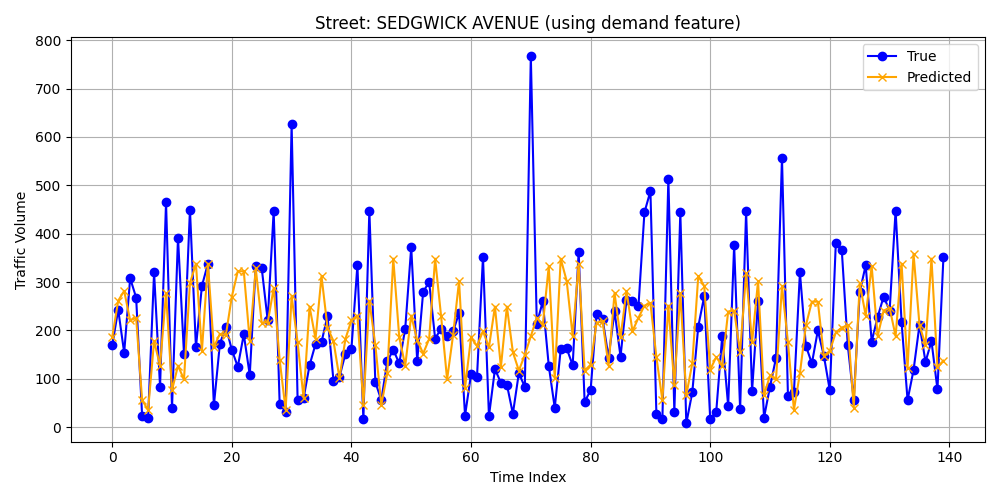 Street: SEDGWICK AVENUE (using demand feature)
True
Predicted
Traffic Volume
800
700
600
500
400
300
200
100
0
0 20 40 60 80 100 120 140
Time Index